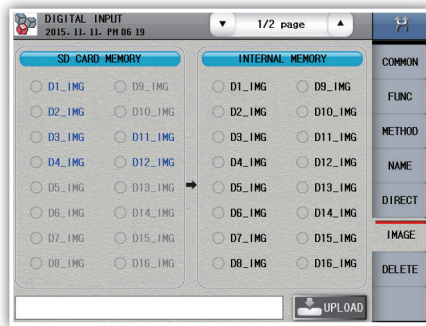 DIGITAL INPUT
2015. 11. 11. PM 06 19
1/2 page
SD CARD MEMORY
D1_IMG D9_IMG
D2_IMG D10_IMG
D3_IMG D11_IMG
D4_IMG D12_IMG
D5_IMG D13_IMG
D6_IMG D14_IMG
D7_IMG D15_IMG
D8_IMG D16_IMG
INTERNAL MEMORY
D1_IMG D9_IMG
D2_IMG D10_IMG
D3_IMG D11_IMG
D4_IMG D12_IMG
D5_IMG D13_IMG
D6_IMG D14_IMG
D7_IMG D15_IMG
D8_IMG D16_IMG
UPLOAD
COMMON
FUNC
METHOD
NAME
DIRECT
IMAGE
DELETE